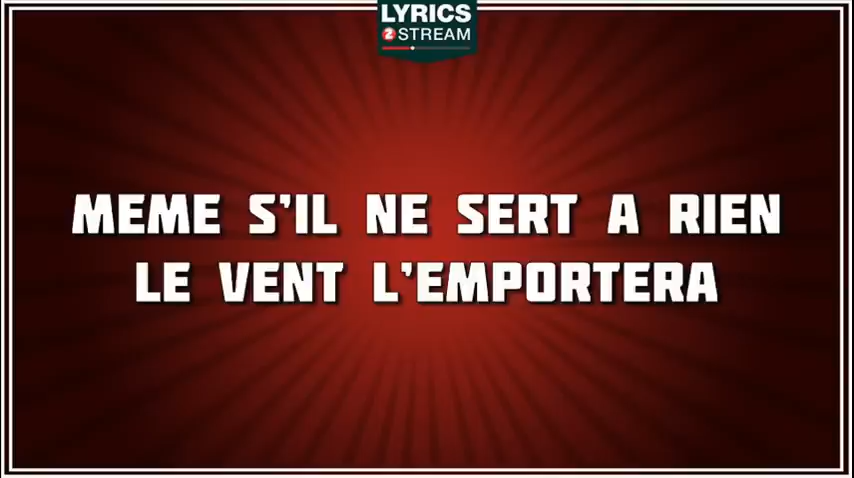 LYRICS
2 STREAM
MEME S'IL NE SERT A RIEN
LE VENT L'EMPORTERA